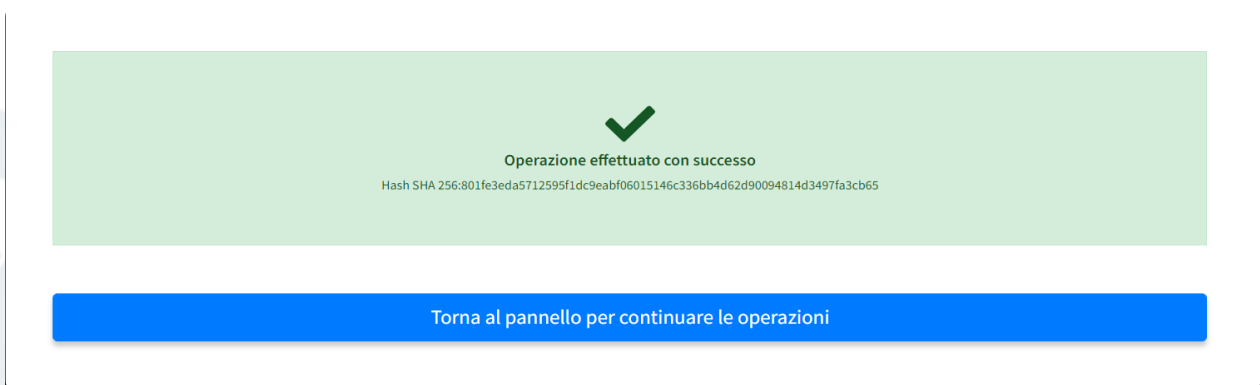 Operazione effettuato con successo
Hash SHA 256:801fe3eda5712595f1dc9eabf06015146c336bb4d62d90094814d3497fa3cb65
Torna al pannello per continuare le operazioni